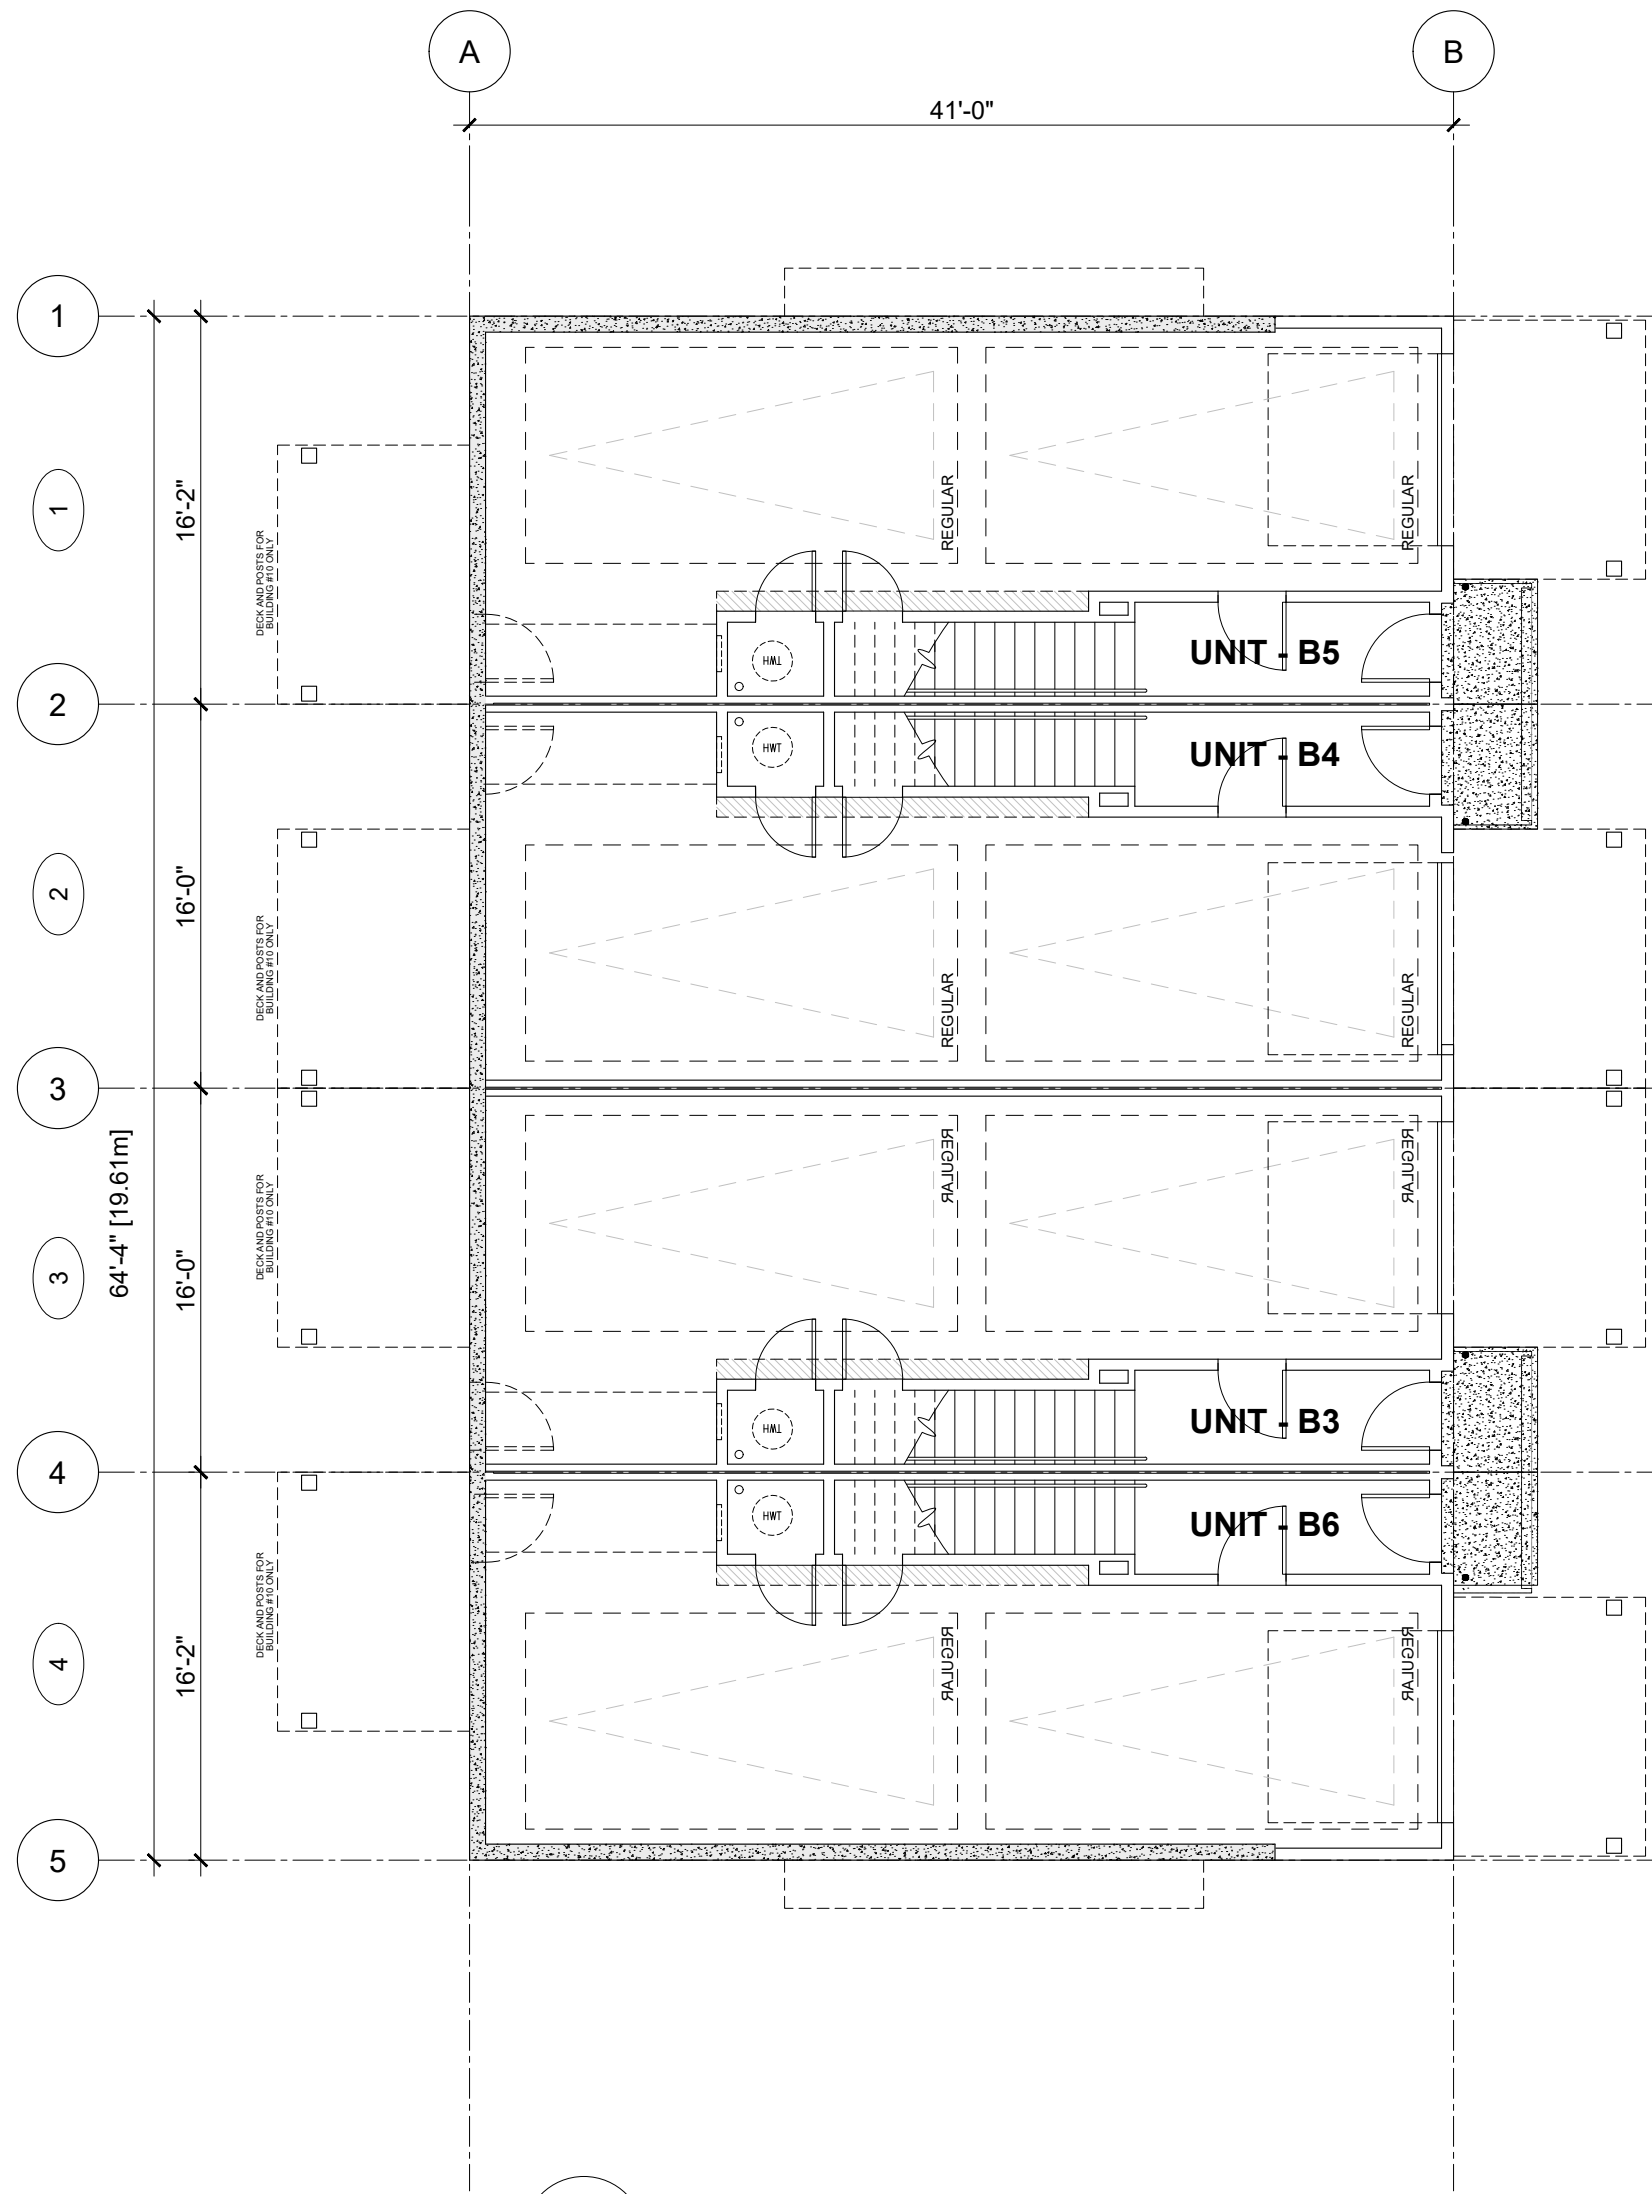 A
B
41'-0"
1
16'-2"
1
DECK AND POSTS FOR
BUILDING #10 ONLY
REGULAR
REGULAR
HWT
UNIT - B5
2
HWT
UNIT - B4
2
16'-0"
DECK AND POSTS FOR
BUILDING #10 ONLY
REGULAR
REGULAR
3
64'-4" [19.61m]
REGULAR
REGULAR
3
16'-0"
DECK AND POSTS FOR
BUILDING #10 ONLY
HWT
UNIT - B3
4
HWT
UNIT - B6
4
16'-2"
DECK AND POSTS FOR
BUILDING #10 ONLY
REGULAR
REGULAR
5